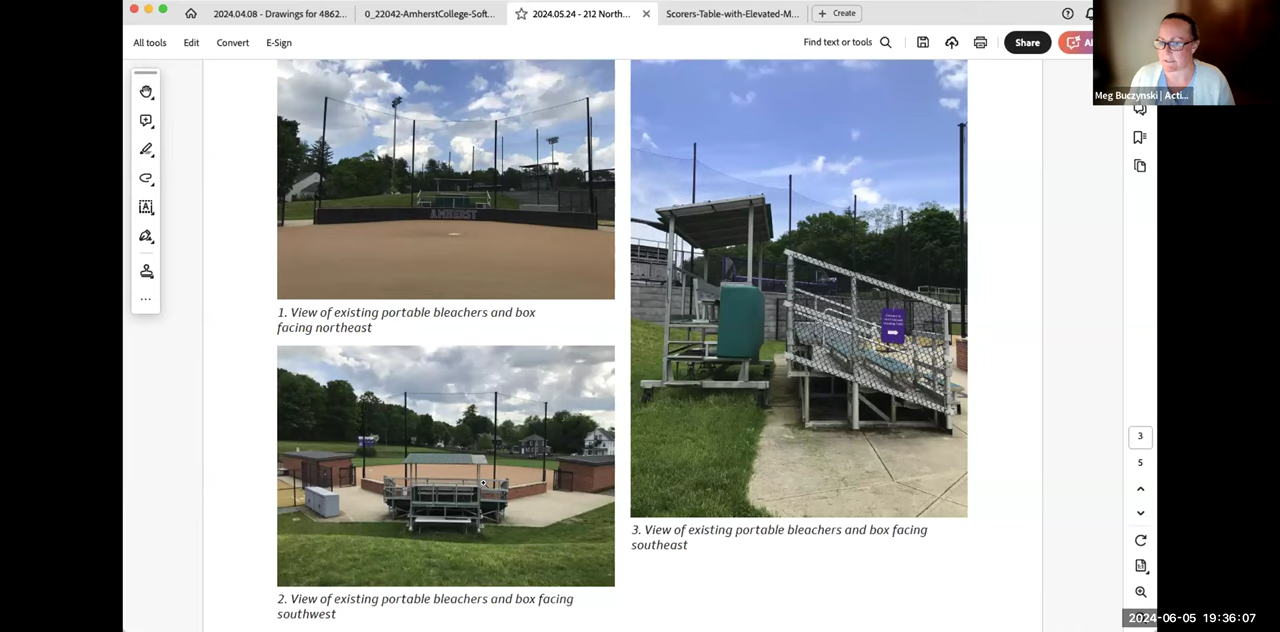 2024.04.08 - Drawings for 4862...
0_22042-AmherstCollege-Soft...
2024.05.24 - 212 North...
Scorers-Table-with-Elevated-M...
Create
All tools
Edit
Convert
E-Sign
Find text or tools
Share
AI
Meg Buczynski | Acti...
AMHERST
1. View of existing portable bleachers and box
facing northeast
2. View of existing portable bleachers and box facing
southwest
3. View of existing portable bleachers and box facing
southeast
3
5
2024-06-05 19:36:07